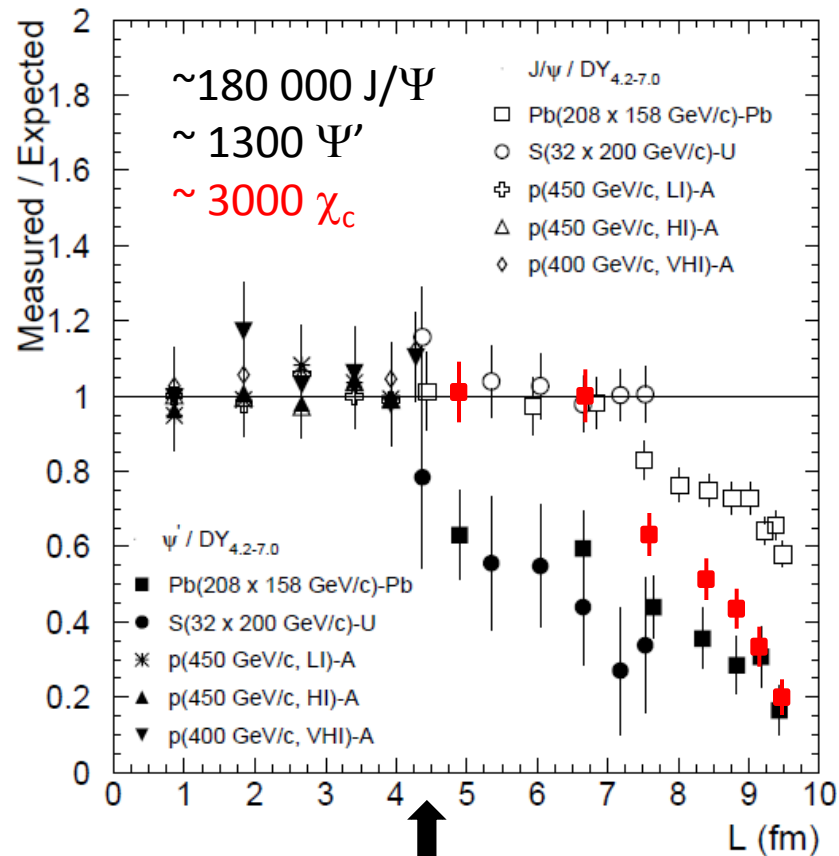 Measured / Expected
2
1.8
1.6
1.4
1.2
1
0.8
0.6
0.4
0.2
0
~180 000 J/Ψ
~ 1300 Ψ’
~ 3000 χc
J/ψ / DY4.2-7.0
Pb(208 x 158 GeV/c)-Pb
S(32 x 200 GeV/c)-U
p(450 GeV/c, LI)-A
p(450 GeV/c, HI)-A
p(400 GeV/c, VHI)-A
ψ' / DY4.2-7.0
Pb(208 x 158 GeV/c)-Pb
S(32 x 200 GeV/c)-U
p(450 GeV/c, LI)-A
p(450 GeV/c, HI)-A
p(400 GeV/c, VHI)-A
0 1 2 3 4 5 6 7 8 9 10
L (fm)